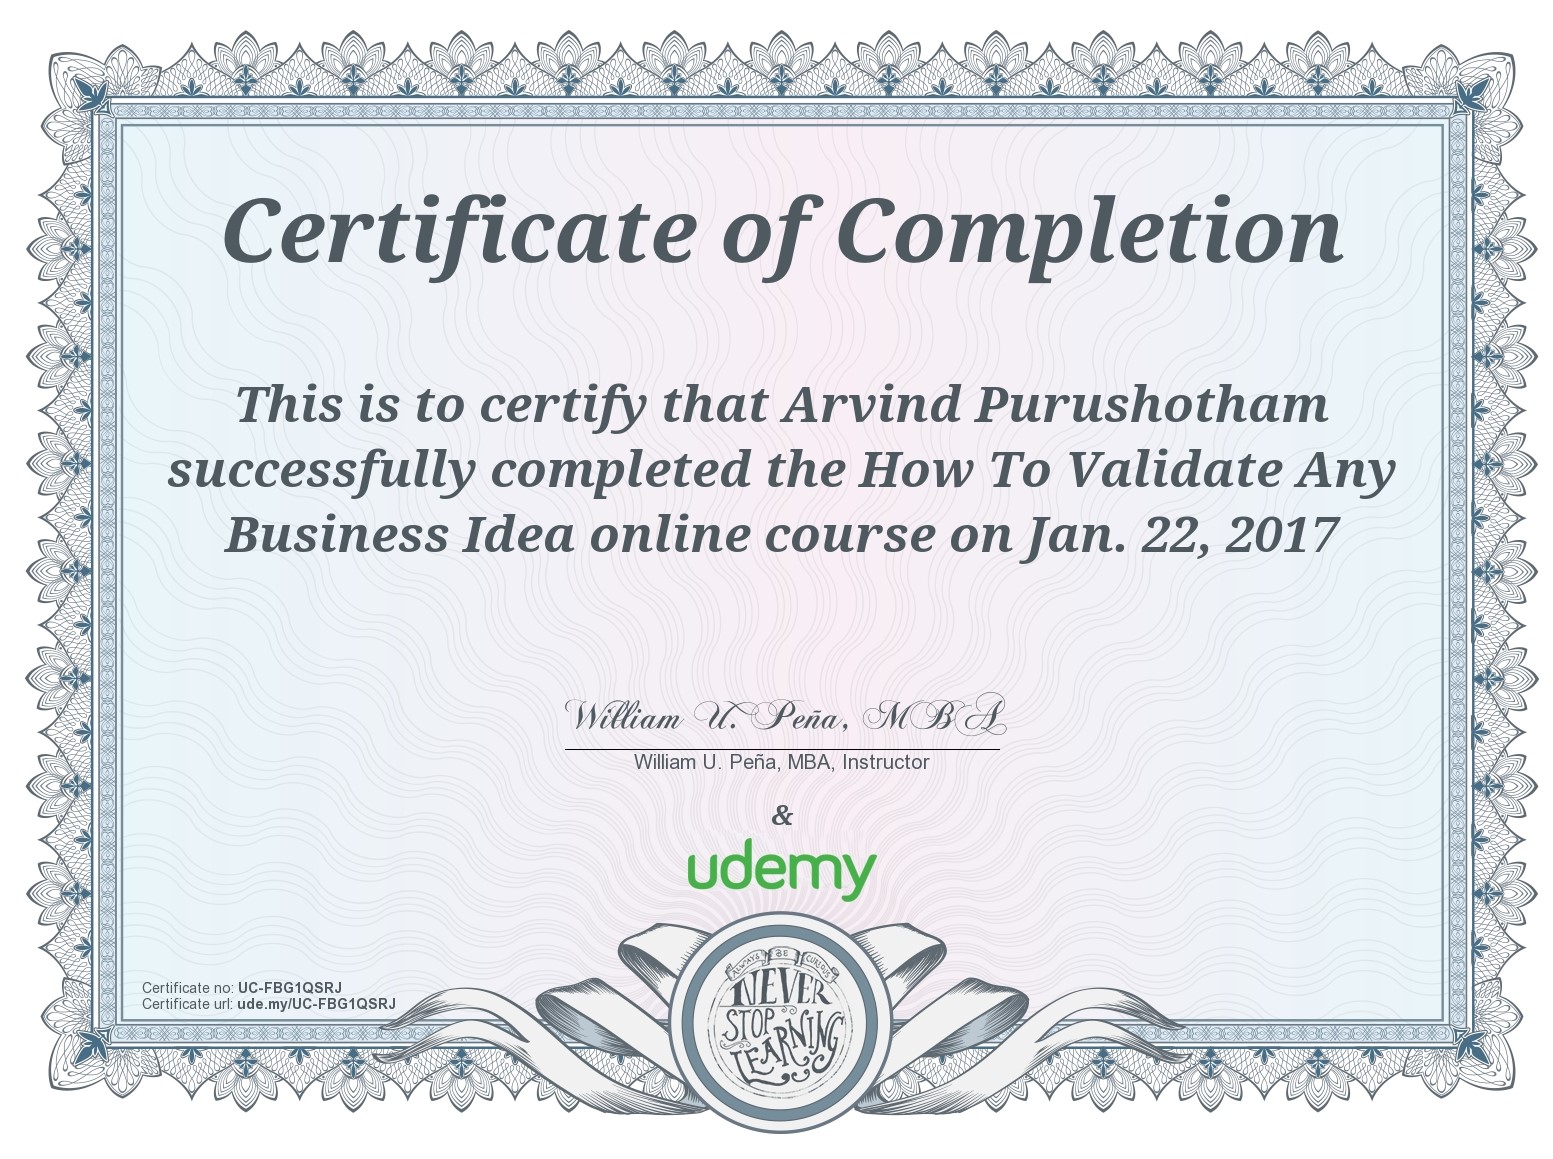 Certificate of Completion
This is to certify that Arvind Purushotham
successfully completed the How To Validate Any
Business Idea online course on Jan. 22, 2017
William U. Peña, MBA
William U. Peña, MBA, Instructor
&
udemy
Certificate no: UC-FBG1QSRJ
Certificate url: ude.my/UC-FBG1QSRJ
ALWAYS BE CURIOUS
NEVER
STOP
LEARNING